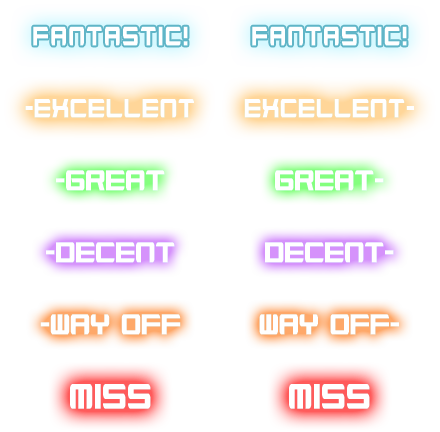 FANTASTIC! FANTASTIC!
-EXCELLENT EXCELLENT-
-GREAT GREAT-
-DECENT DECENT-
-WAY OFF WAY OFF-
MISS MISS